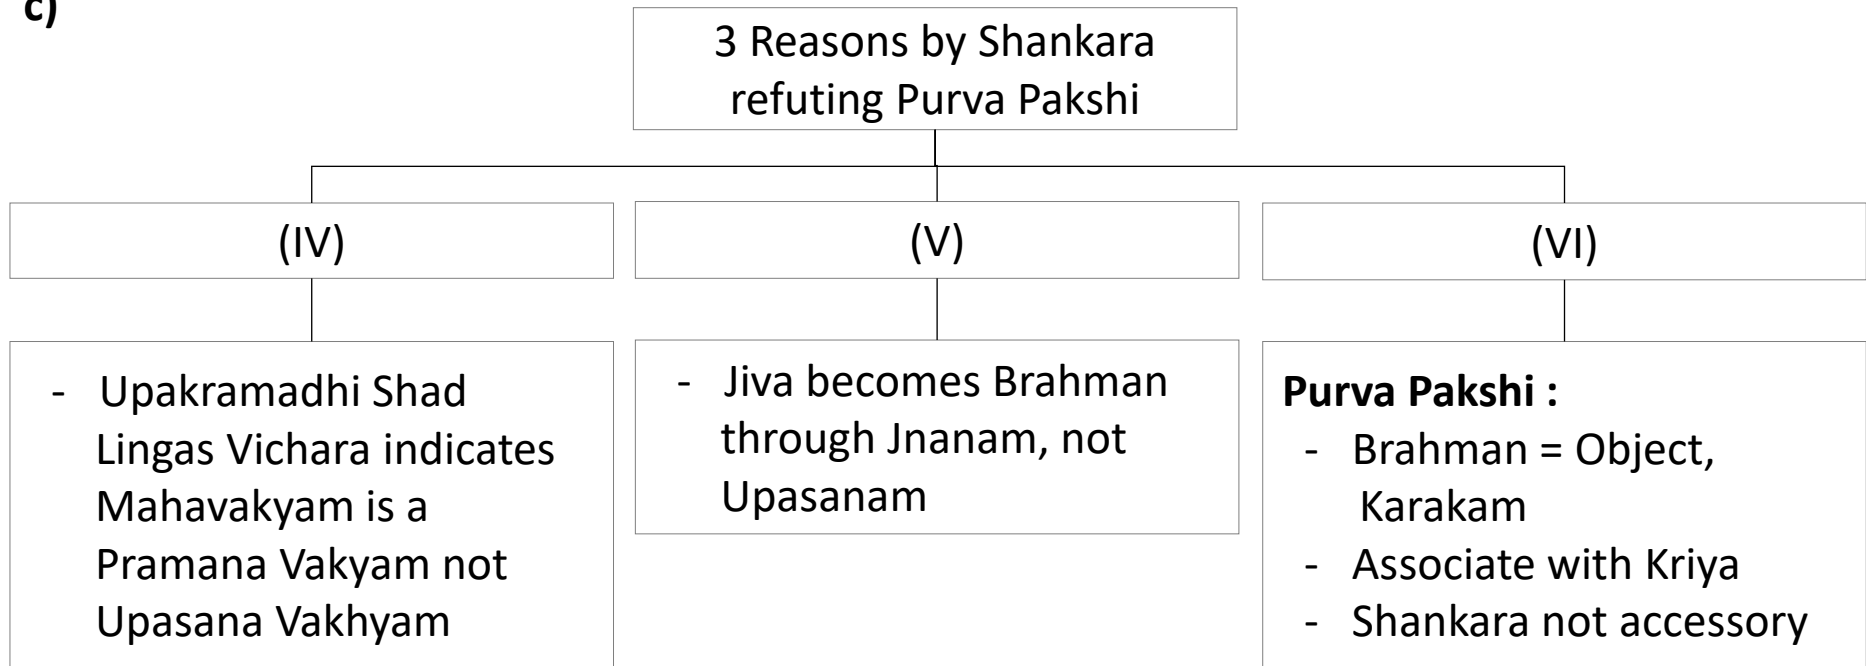 c)
3 Reasons by Shankara
refuting Purva Pakshi
(IV)
(V)
(VI)
- Upakramadhi Shad
Lingas Vichara indicates
Mahavakyam is a
Pramana Vakyam not
Upasana Vakhyam
- Jiva becomes Brahman
through Jnanam, not
Upasanam
Purva Pakshi :
- Brahman = Object,
Karakam
- Associate with Kriya
- Shankara not accessory